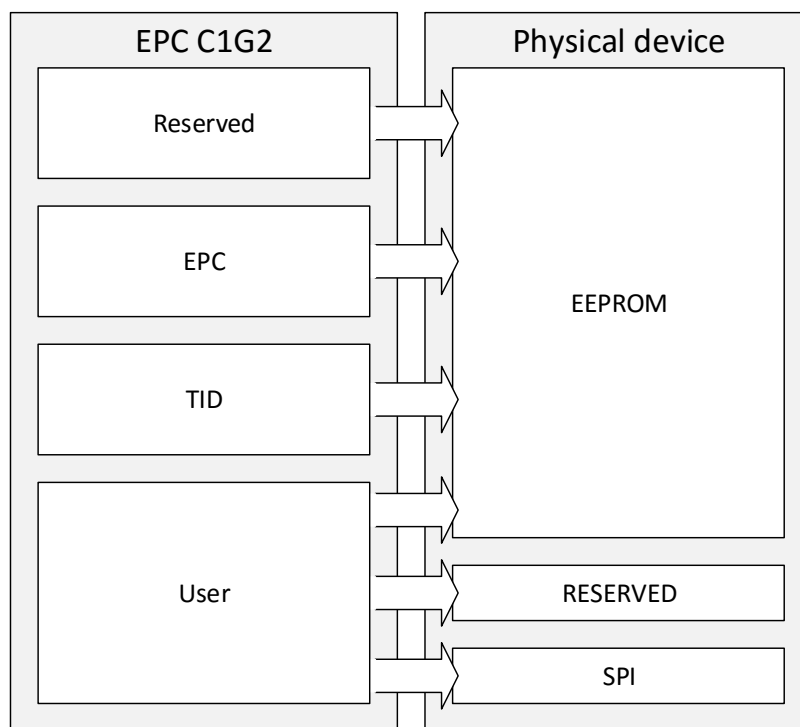 EPC C1G2
Physical device
Reserved
EPC
TID
User
EEPROM
RESERVED
SPI